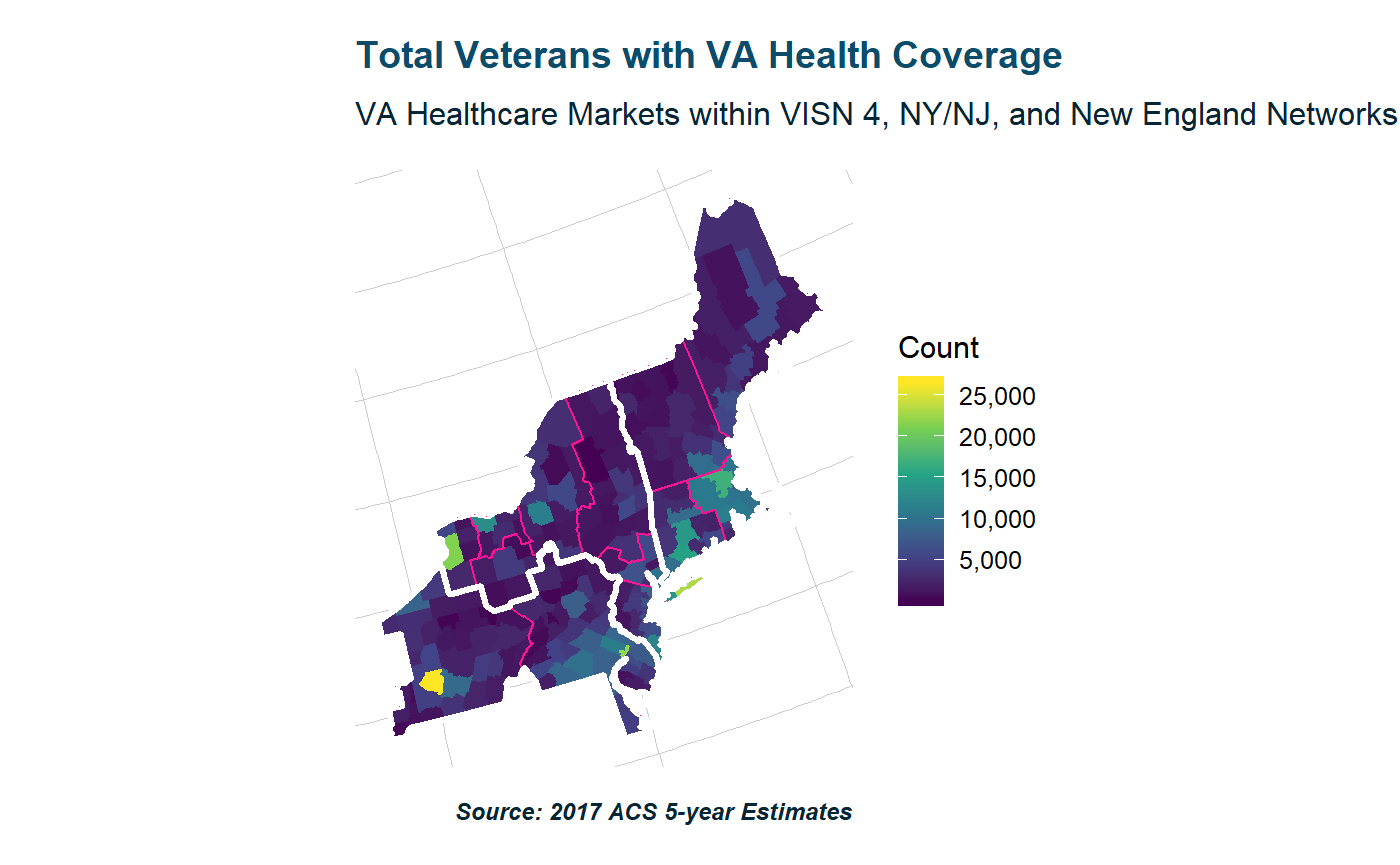 Total Veterans with VA Health Coverage
VA Healthcare Markets within VISN 4, NY/NJ, and New England Networks
Count
25,000
20,000
15,000
10,000
5,000
Source: 2017 ACS 5-year Estimates